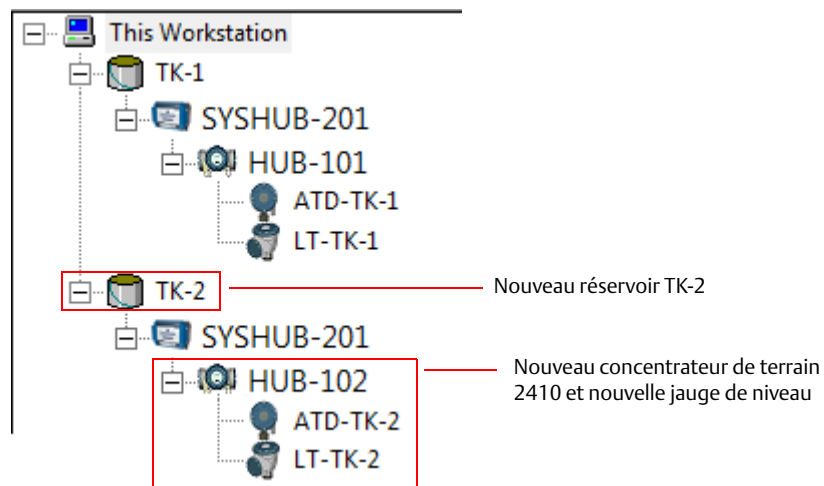 This Workstation
TK-1
SYSHUB-201
HUB-101
ATD-TK-1
LT-TK-1
TK-2
Nouveau réservoir TK-2
SYSHUB-201
HUB-102
Nouveau concentrateur de terrain
2410 et nouvelle jauge de niveau
ATD-TK-2
LT-TK-2